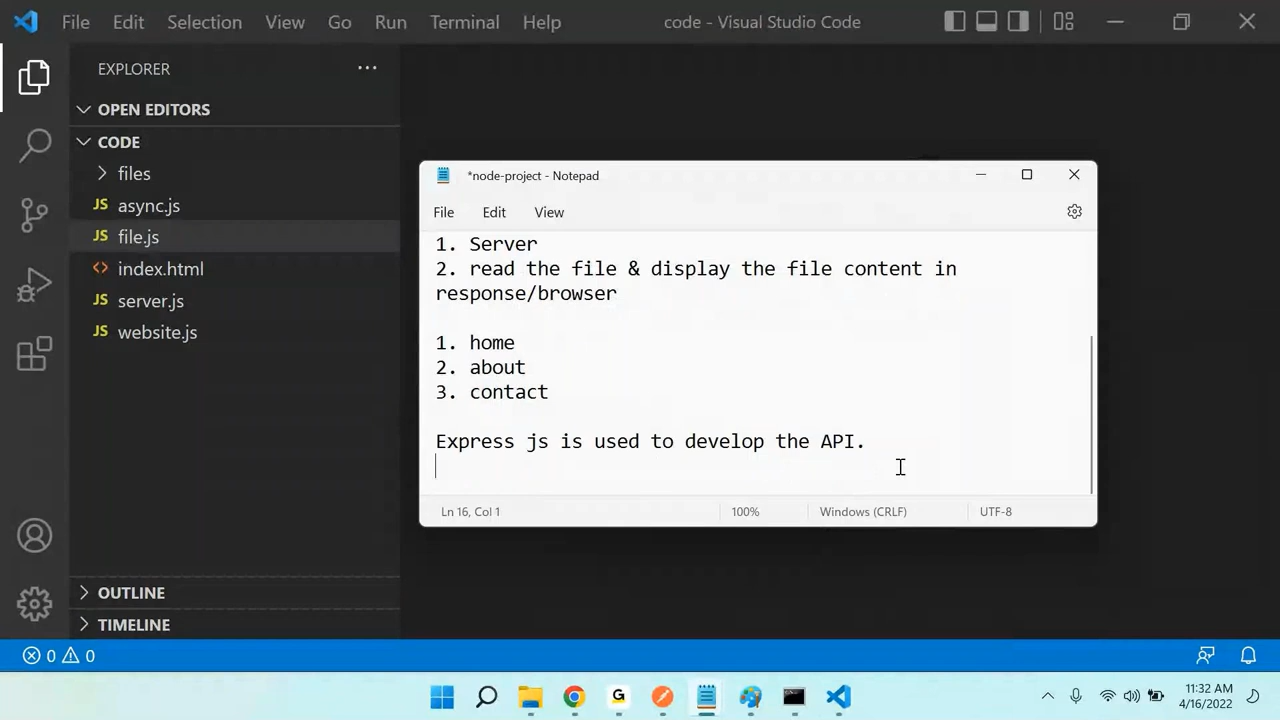 File Edit Selection View Go Run Terminal Help code - Visual Studio Code
EXPLORER ···
OPEN EDITORS
CODE
files
JS async.js
JS file.js
<> index.html
JS server.js
JS website.js
OUTLINE
TIMELINE
*node-project - Notepad
File Edit View
1. Server
2. read the file & display the file content in
response/browser
1. home
2. about
3. contact
Express js is used to develop the API.
Ln 16, Col 1 100% Windows (CRLF) UTF-8
0 0
G
11:32 AM
4/16/2022